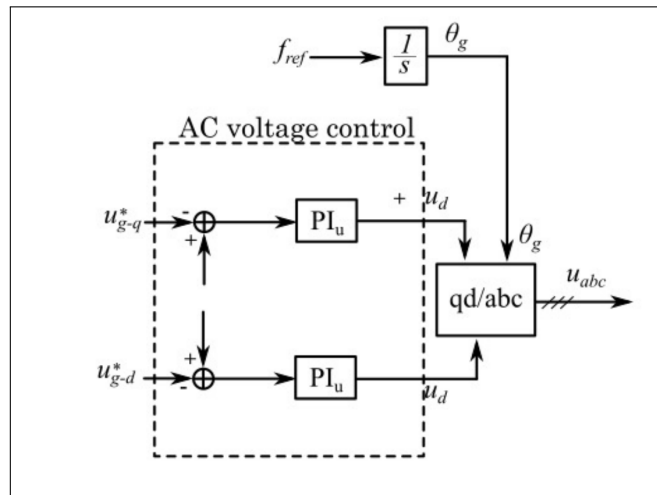 f_ref
1/s
θ_g
AC voltage control
u*_g-q
-
+
PI_u
+ u_d
θ_g
qd/abc
u_abc
u*_g-d
+
-
PI_u
u_d